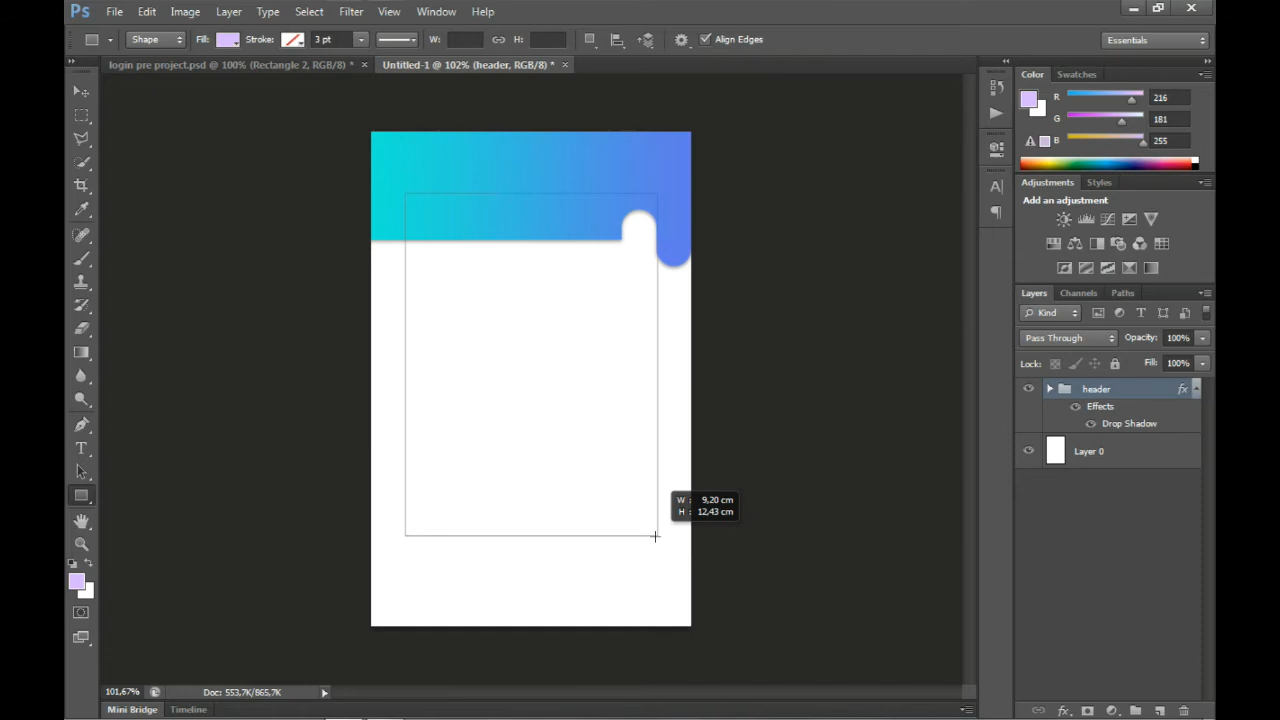 Ps File Edit Image Layer Type Select Filter View Window Help
Shape Fill: Stroke: 3 pt W: H: Align Edges Essentials
login pre project.psd @ 100% (Rectangle 2, RGB/8) * × Untitled-1 @ 102% (header, RGB/8) * ×
Color Swatches
R 216
G 181
B 255
Adjustments Styles
Add an adjustment
Layers Channels Paths
Kind
Pass Through Opacity: 100%
Lock: Fill: 100%
header fx
Effects
Drop Shadow
Layer 0
W : 9,20 cm
H : 12,43 cm
101,67% Doc: 553,7K/865,7K
Mini Bridge Timeline